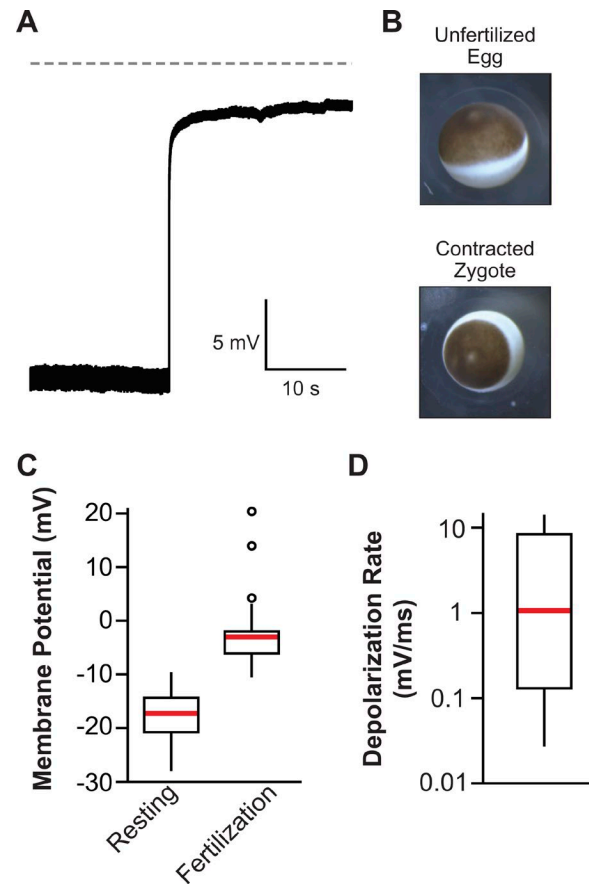 A
5 mV
10 s
B
Unfertilized
Egg
Contracted
Zygote
C
Membrane Potential (mV)
20
10
0
-10
-20
-30
Resting
Fertilization
D
Depolarization Rate
(mV/ms)
10
1
0.1
0.01